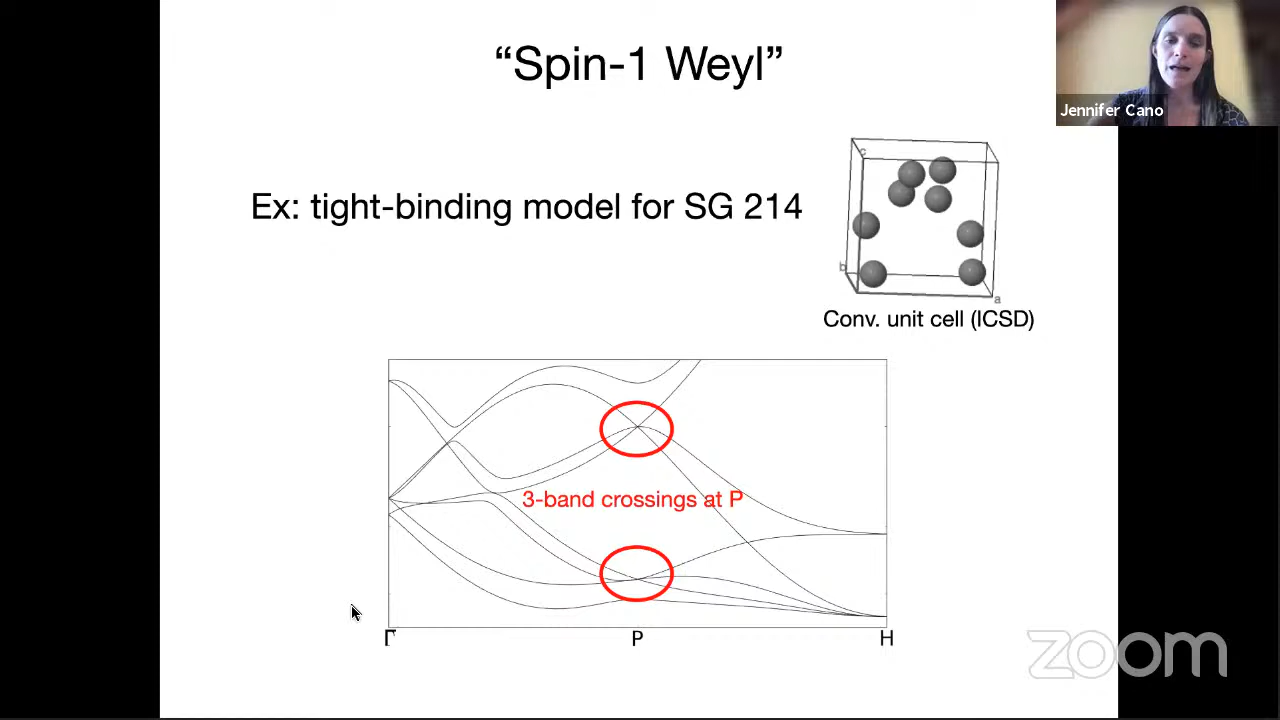 “Spin-1 Weyl”
Jennifer Cano
Ex: tight-binding model for SG 214
c
b
a
Conv. unit cell (ICSD)
3-band crossings at P
Γ
P
H
zoom